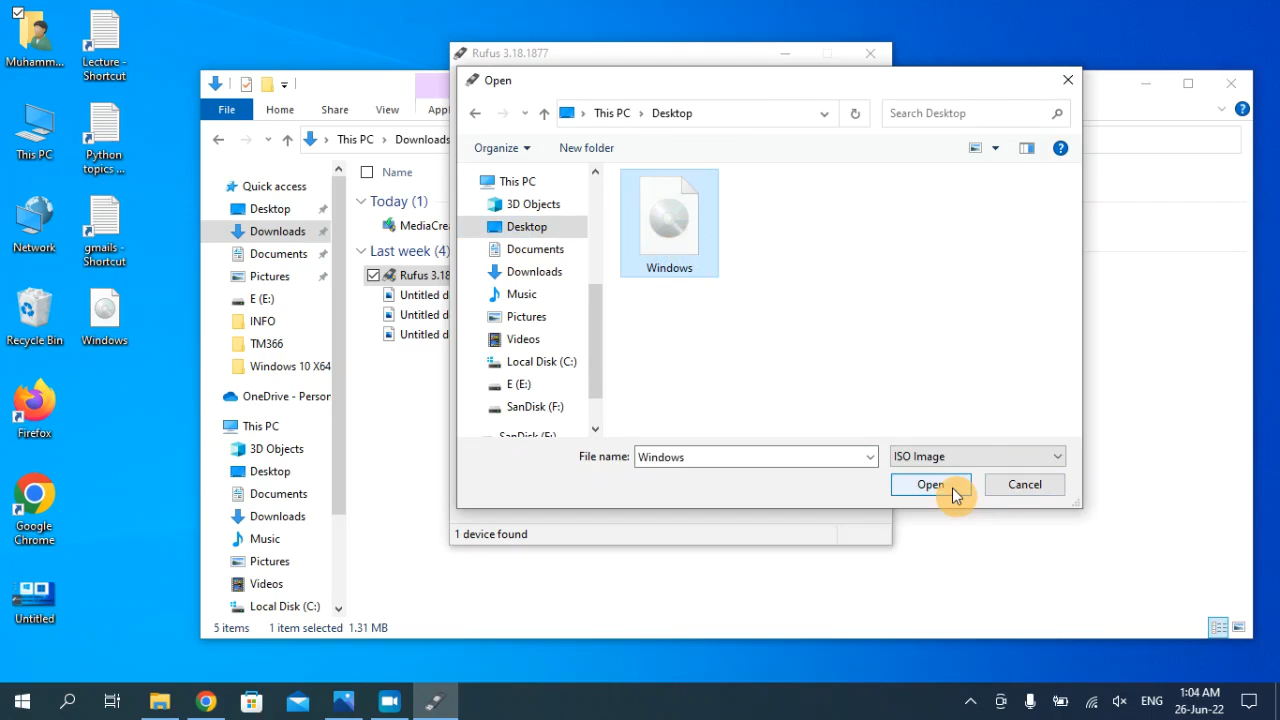 Muhamm...
Lecture -
Shortcut
This PC
Python
topics ...
Network
gmails -
Shortcut
Recycle Bin
Windows
Firefox
Google
Chrome
Untitled
File
Home
Share
View
Appl
This PC
Downloads
Quick access
Desktop
Downloads
Documents
Pictures
E (E:)
INFO
TM366
Windows 10 X64
OneDrive - Person
This PC
3D Objects
Desktop
Documents
Downloads
Music
Pictures
Videos
Local Disk (C:)
Name
Today (1)
MediaCrea
Last week (4)
Rufus 3.18
Untitled d
Untitled d
Untitled d
5 items
1 item selected 1.31 MB
Rufus 3.18.1877
Open
This PC
Desktop
Search Desktop
Organize
New folder
This PC
3D Objects
Desktop
Documents
Downloads
Music
Pictures
Videos
Local Disk (C:)
E (E:)
SanDisk (F:)
SanDisk (F:)
Windows
File name:
Windows
ISO Image
Open
Cancel
1 device found
ENG
1:04 AM
26-Jun-22